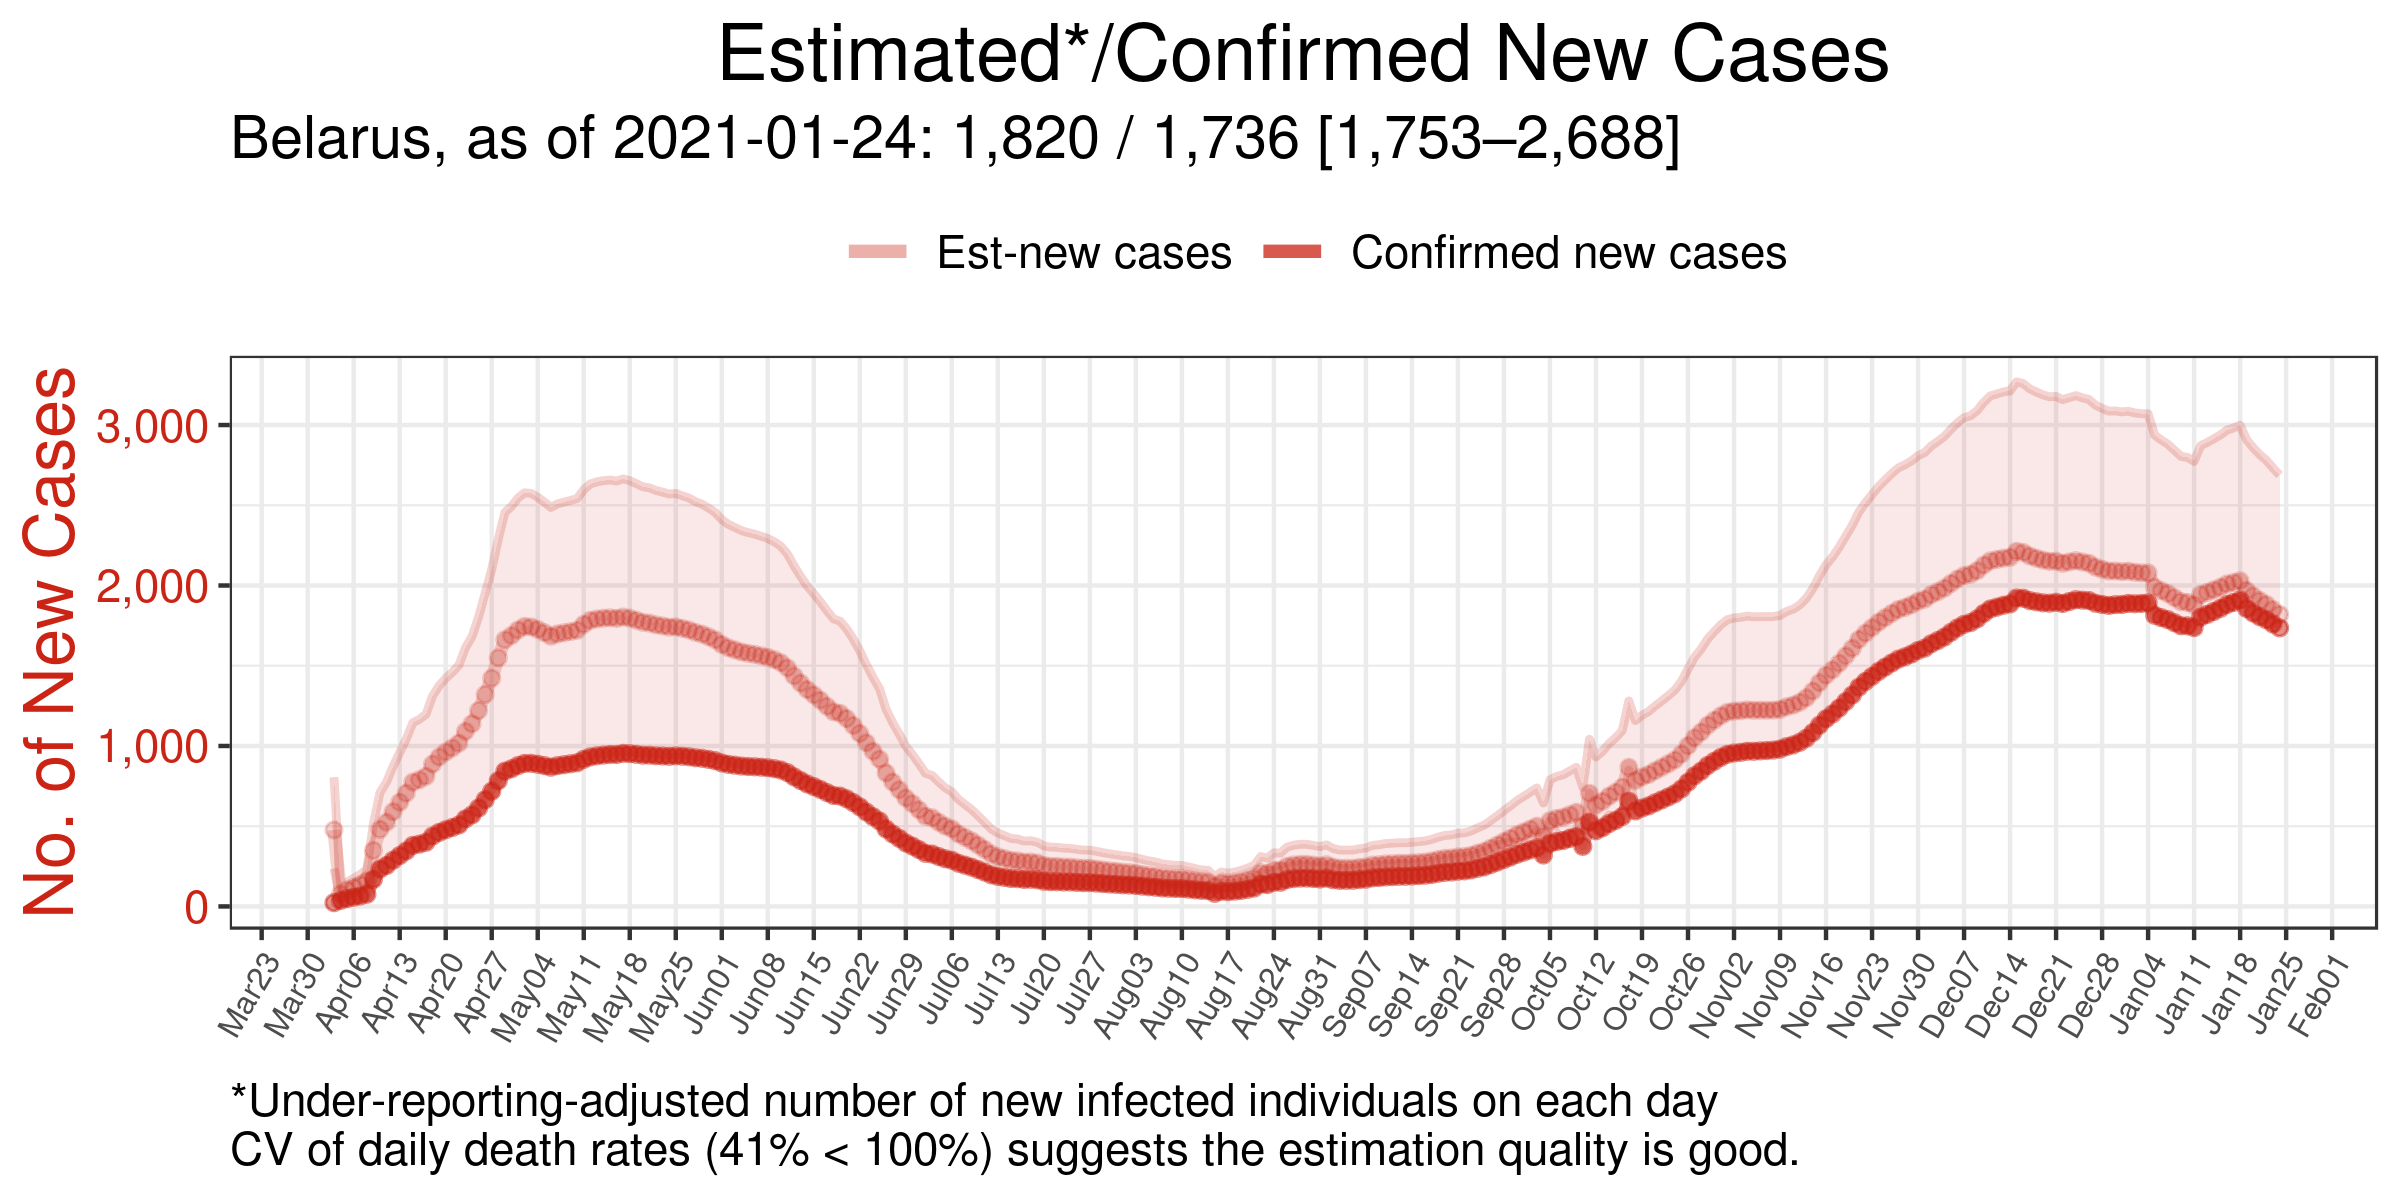 Estimated*/Confirmed New Cases
Belarus, as of 2021-01-24: 1,820 / 1,736 [1,753–2,688]
Est-new cases Confirmed new cases
No. of New Cases
3,000
2,000
1,000
0
Mar23 Mar30 Apr06 Apr13 Apr20 Apr27 May04 May11 May18 May25 Jun01 Jun08 Jun15 Jun22 Jun29 Jul06 Jul13 Jul20 Jul27 Aug03 Aug10 Aug17 Aug24 Aug31 Sep07 Sep14 Sep21 Sep28 Oct05 Oct12 Oct19 Oct26 Nov02 Nov09 Nov16 Nov23 Nov30 Dec07 Dec14 Dec21 Dec28 Jan04 Jan11 Jan18 Jan25 Feb01
*Under-reporting-adjusted number of new infected individuals on each day
CV of daily death rates (41% < 100%) suggests the estimation quality is good.